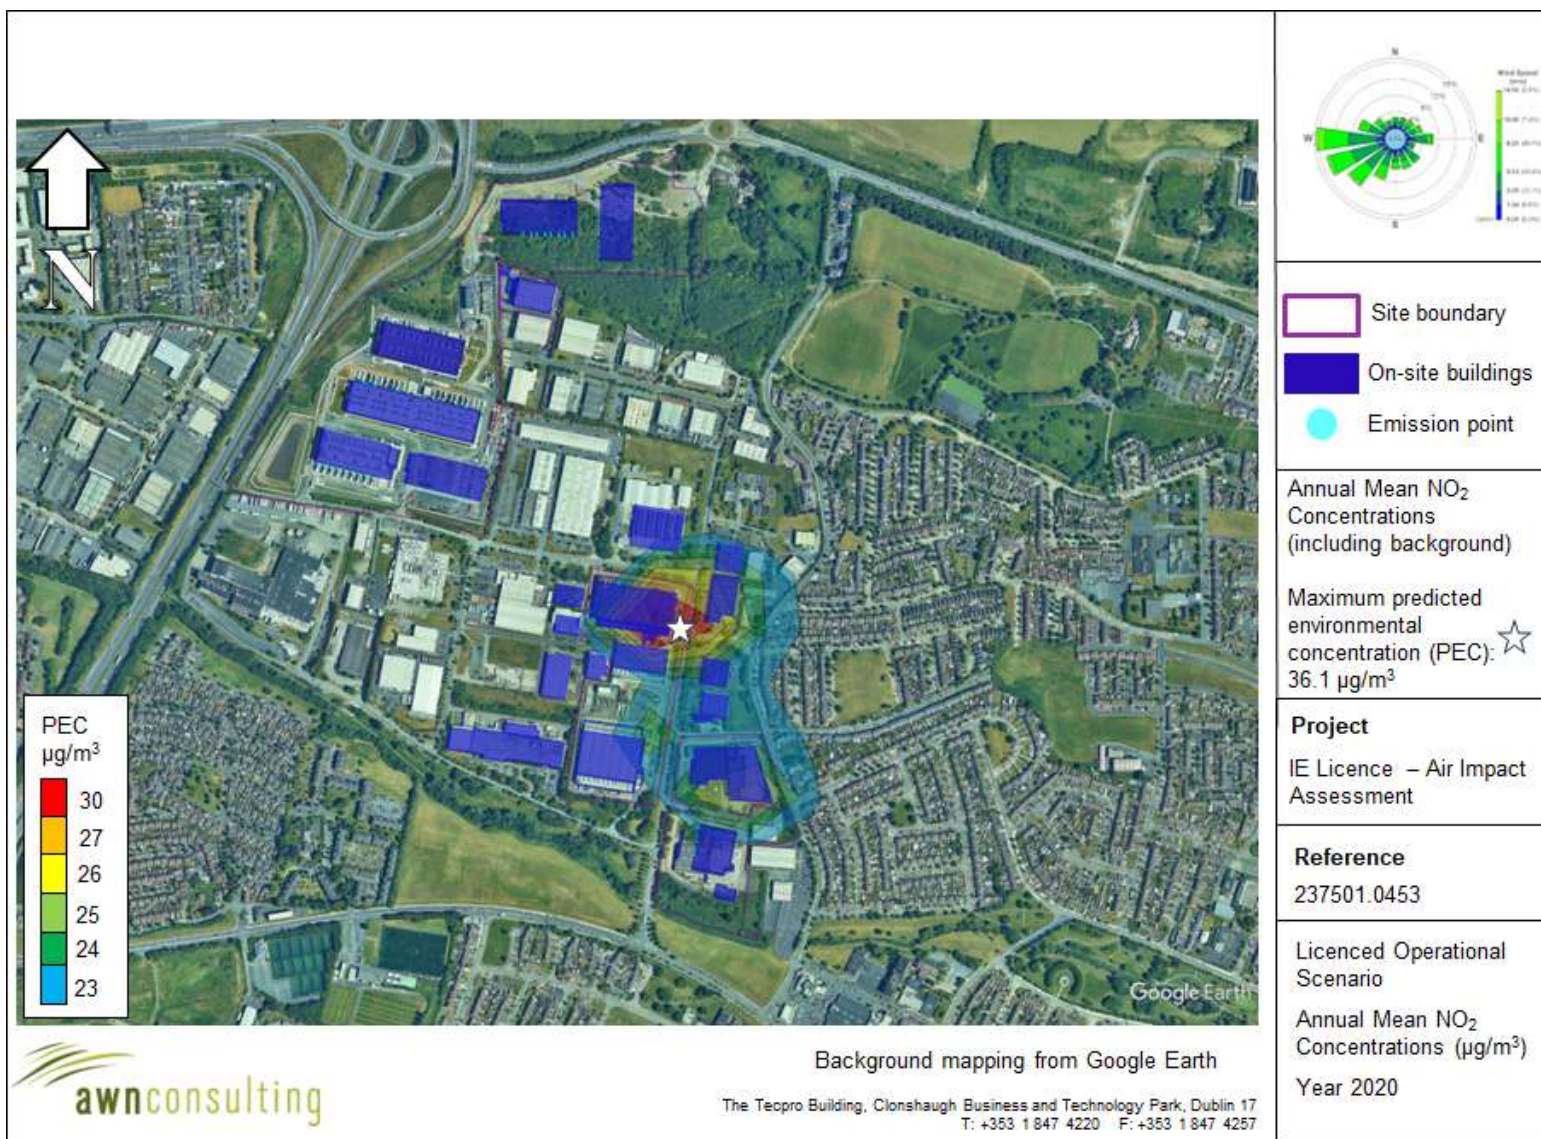 N
W
E
S
Site boundary
On-site buildings
Emission point
Annual Mean NO₂
Concentrations
(including background)
Maximum predicted
environmental
concentration (PEC):
36.1 µg/m³
Project
IE Licence – Air Impact
Assessment
Reference
237501.0453
Licenced Operational
Scenario
Annual Mean NO₂
Concentrations (µg/m³)
Year 2020
N
PEC
µg/m³
30
27
26
25
24
23
Google Earth
awnconsulting
Background mapping from Google Earth
The Tecpro Building, Clonshaugh Business and Technology Park, Dublin 17
T: +353 1 847 4220 F: +353 1 847 4257